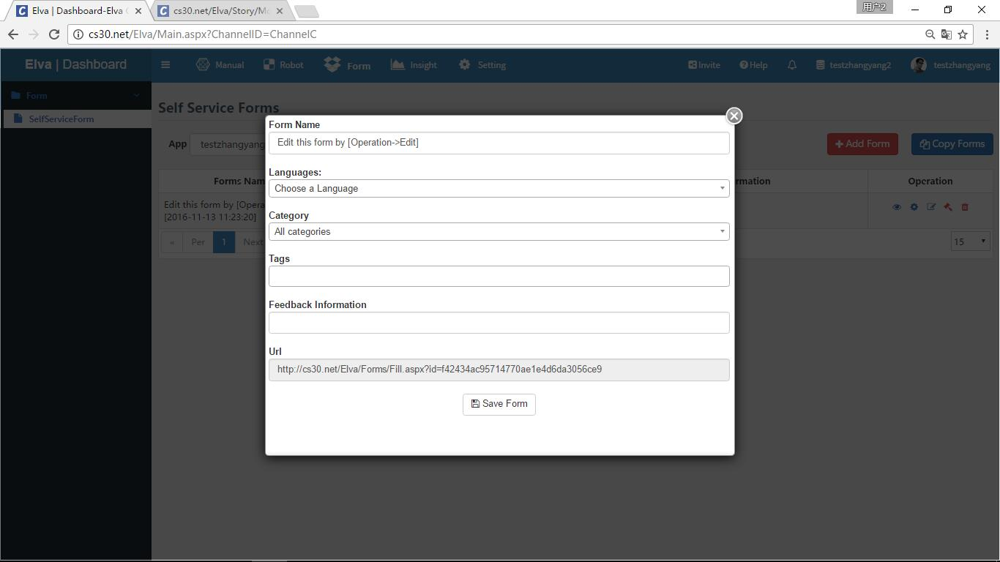 Elva | Dashboard-Elva
cs30.net/Elva/Story/Mo
用户2
cs30.net/Elva/Main.aspx?ChannelID=ChannelC
Elva | Dashboard
Manual
Robot
Form
Insight
Setting
Invite
Help
testzhangyang2
testzhangyang
Form
SelfServiceForm
Self Service Forms
App
testzhangyang
Add Form
Copy Forms
Forms Nam
rmation
Operation
Edit this form by [Opera
[2016-11-13 11:23:20]
«
Per
1
Next
15
Form Name
Edit this form by [Operation->Edit]
Languages:
Choose a Language
Category
All categories
Tags
Feedback Information
Url
http://cs30.net/Elva/Forms/Fill.aspx?id=f42434ac95714770ae1e4d6da3056ce9
Save Form